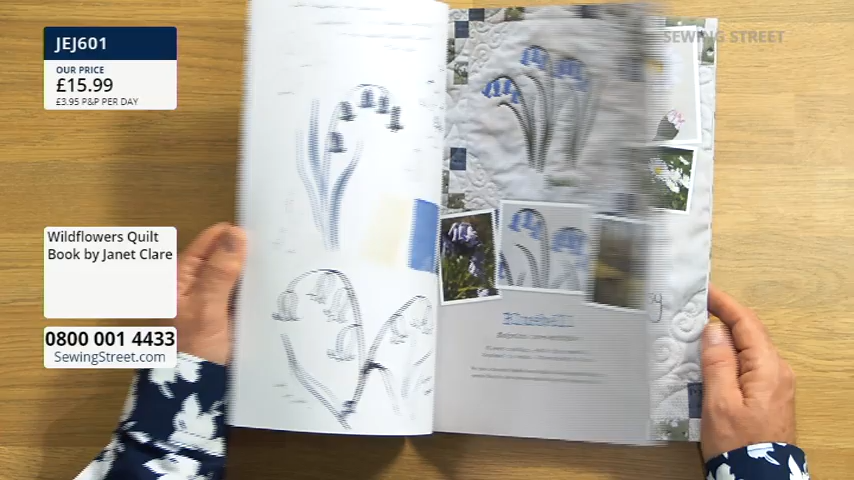 JEJ601
OUR PRICE
£15.99
£3.95 P&P PER DAY
SEWING STREET
Wildflowers Quilt
Book by Janet Clare
0800 001 4433
SewingStreet.com